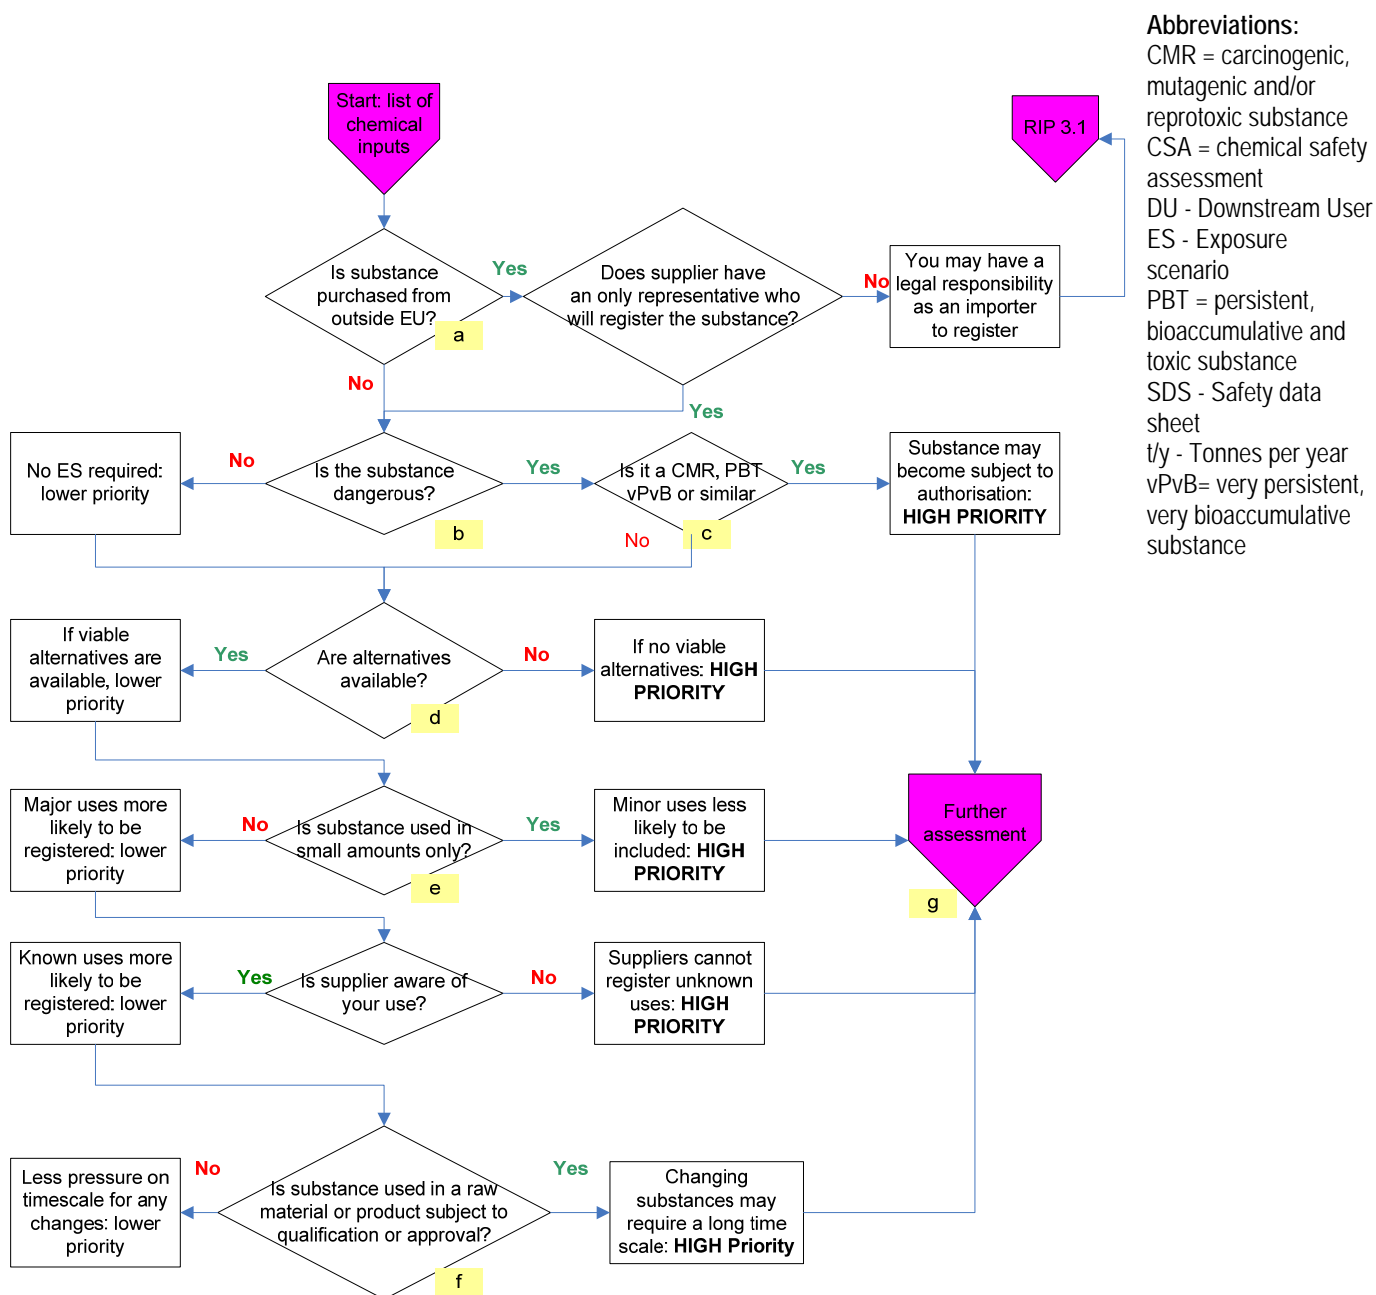 Abbreviations:
CMR = carcinogenic,
mutagenic and/or
reprotoxic substance
CSA = chemical safety
assessment
DU - Downstream User
ES - Exposure
scenario
PBT = persistent,
bioaccumulative and
toxic substance
SDS - Safety data
sheet
t/y - Tonnes per year
vPvB= very persistent,
very bioaccumulative
substance
Start: list of
chemical
inputs
RIP 3.1
Is substance
purchased from
outside EU?
a
Yes
No
Does supplier have
an only representative who
will register the substance?
No
Yes
You may have a
legal responsibility
as an importer
to register
No ES required:
lower priority
No
Is the substance
dangerous?
b
Yes
Is it a CMR, PBT
vPvB or similar
c
No
Yes
Substance may
become subject to
authorisation:
HIGH PRIORITY
If viable
alternatives are
available, lower
priority
Yes
Are alternatives
available?
d
No
If no viable
alternatives: HIGH
PRIORITY
Major uses more
likely to be
registered: lower
priority
No
Is substance used in
small amounts only?
e
Yes
Minor uses less
likely to be
included: HIGH
PRIORITY
Further
assessment
g
Known uses more
likely to be
registered: lower
priority
Yes
Is supplier aware of
your use?
No
Suppliers cannot
register unknown
uses: HIGH
PRIORITY
Less pressure on
timescale for any
changes: lower
priority
No
Is substance used in a raw
material or product subject to
qualification or approval?
f
Yes
Changing
substances may
require a long time
scale: HIGH Priority